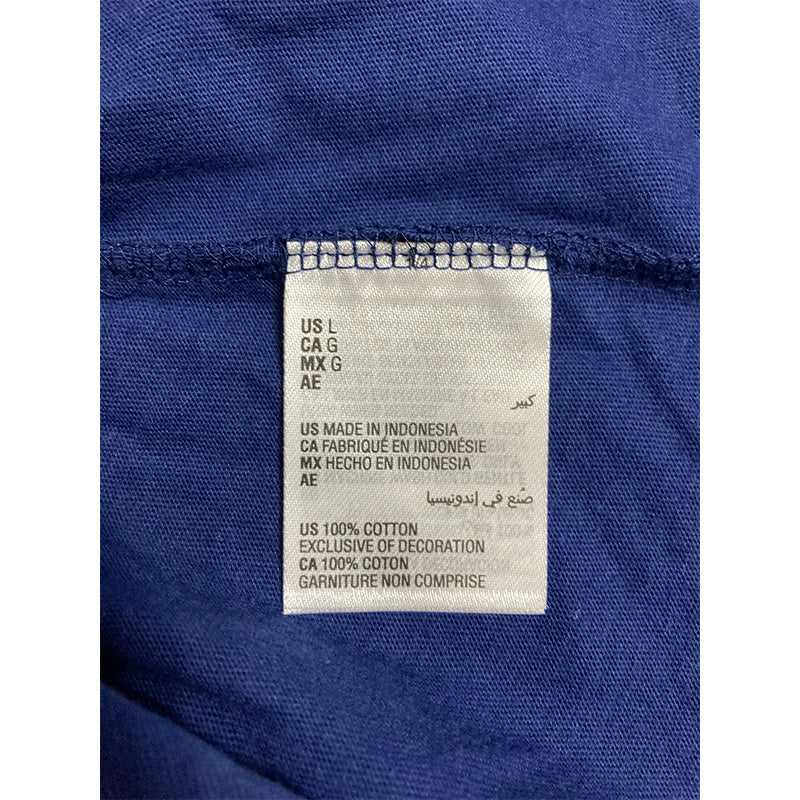 US L
CA G
MX G
AE
كبير
US MADE IN INDONESIA
CA FABRIQUÉ EN INDONÉSIE
MX HECHO EN INDONESIA
AE
صُنع في إندونيسيا
US 100% COTTON
EXCLUSIVE OF DECORATION
CA 100% COTON
GARNITURE NON COMPRISE